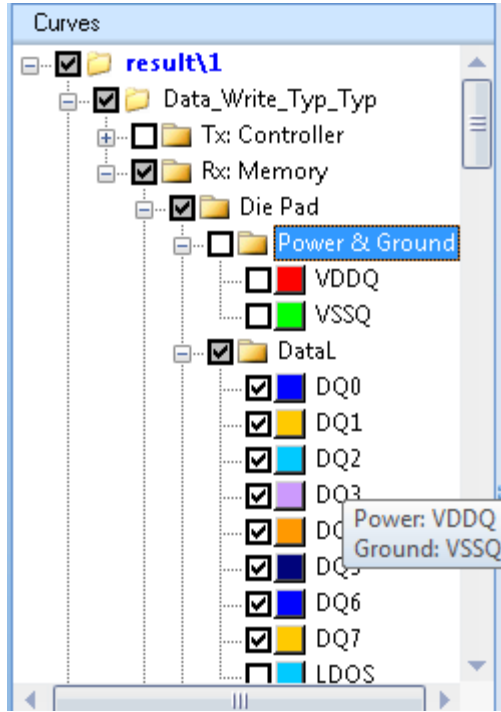 Curves
result\1
Data_Write_Typ_Typ
Tx: Controller
Rx: Memory
Die Pad
Power & Ground
VDDQ
VSSQ
DataL
DQ0
DQ1
DQ2
DQ3
Power: VDDQ
Ground: VSSQ
DQ6
DQ7
LDQS